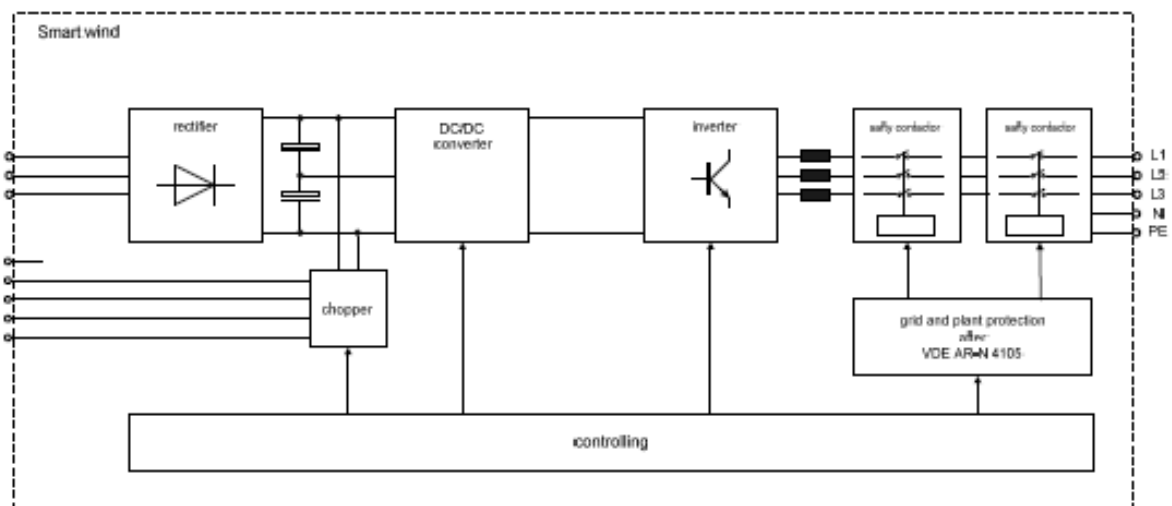 Smart wind
rectifier
DC/DC
converter
inverter
safty contactor
safty contactor
L1
L3
N
PE
chopper
grid and plant protection
after
VDE AR-N 4105
controlling